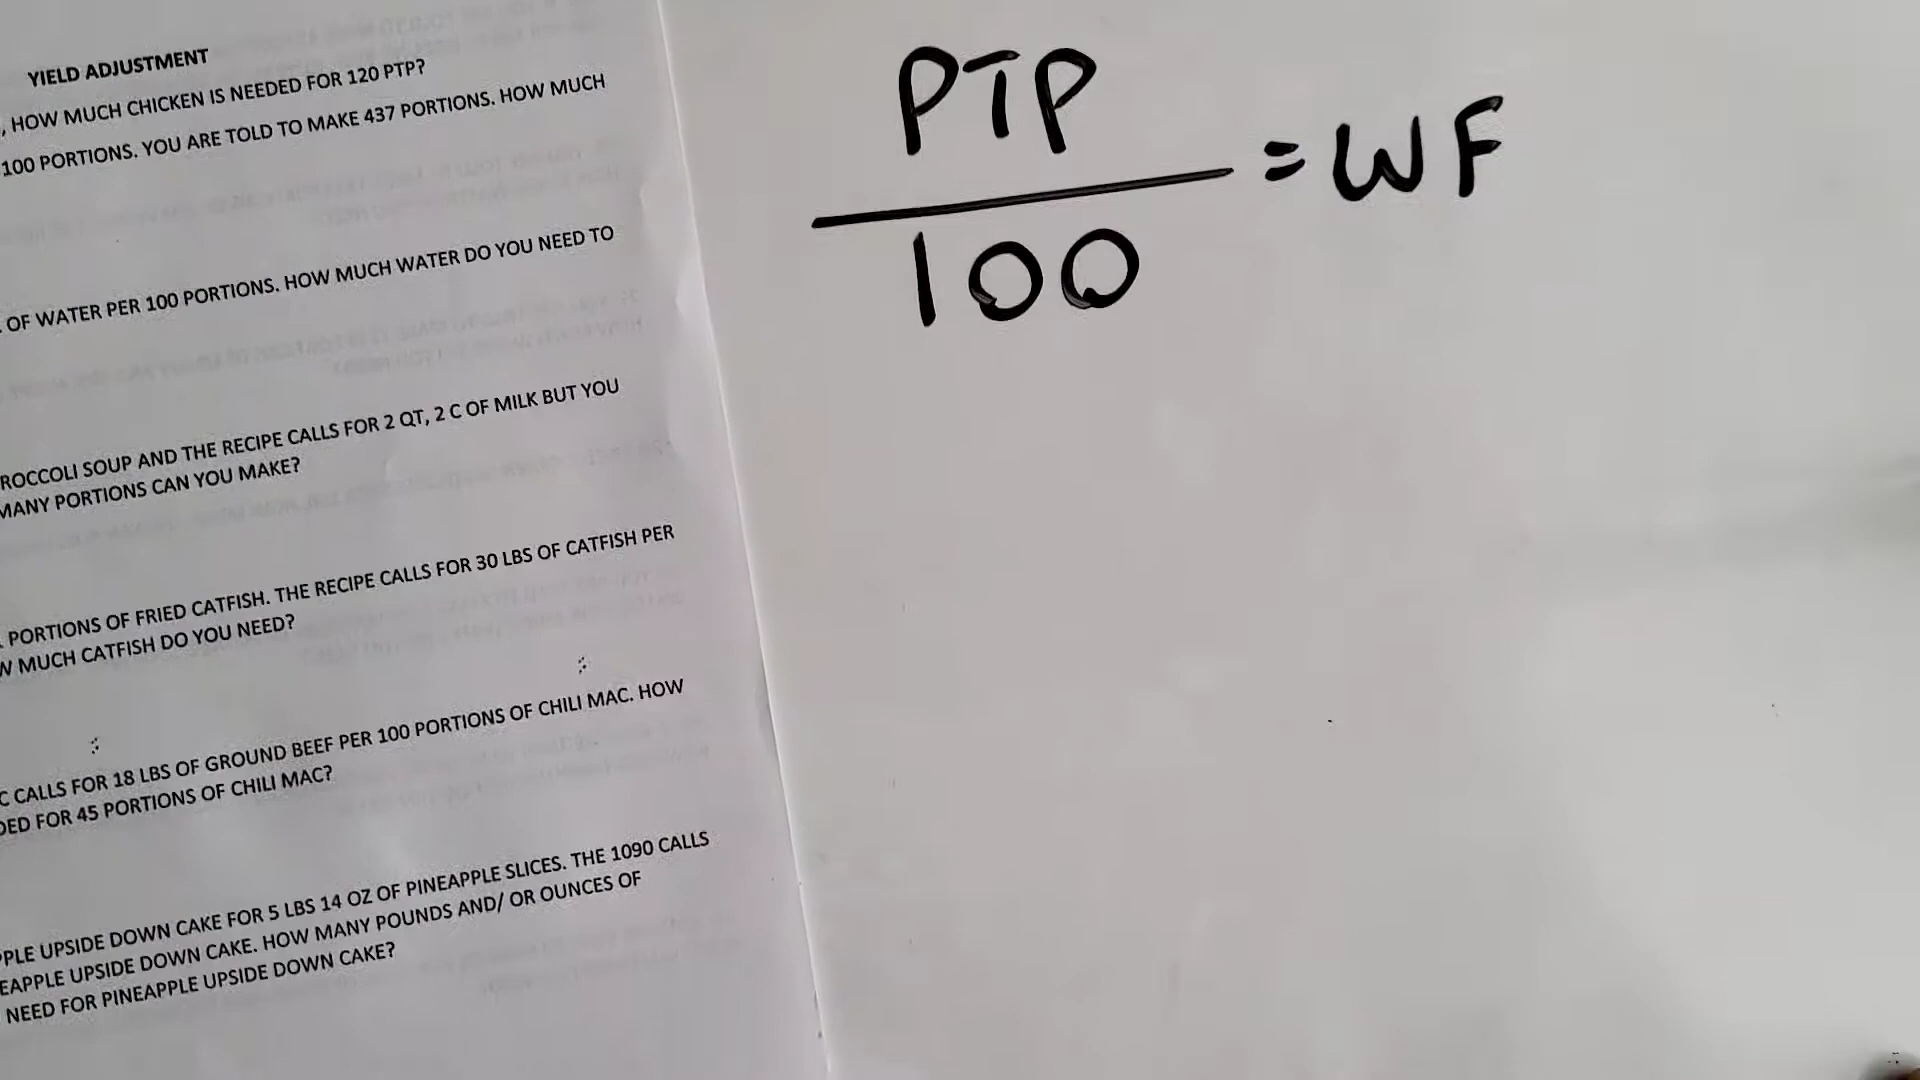 YIELD ADJUSTMENT
, HOW MUCH CHICKEN IS NEEDED FOR 120 PTP?
100 PORTIONS. YOU ARE TOLD TO MAKE 437 PORTIONS. HOW MUCH
OF WATER PER 100 PORTIONS. HOW MUCH WATER DO YOU NEED TO
ROCCOLI SOUP AND THE RECIPE CALLS FOR 2 QT, 2 C OF MILK BUT YOU
MANY PORTIONS CAN YOU MAKE?
PORTIONS OF FRIED CATFISH. THE RECIPE CALLS FOR 30 LBS OF CATFISH PER
W MUCH CATFISH DO YOU NEED?
C CALLS FOR 18 LBS OF GROUND BEEF PER 100 PORTIONS OF CHILI MAC. HOW
DED FOR 45 PORTIONS OF CHILI MAC?
PPLE UPSIDE DOWN CAKE FOR 5 LBS 14 OZ OF PINEAPPLE SLICES. THE 1090 CALLS
EAPPLE UPSIDE DOWN CAKE. HOW MANY POUNDS AND/ OR OUNCES OF
NEED FOR PINEAPPLE UPSIDE DOWN CAKE?
PTP
= WF
100